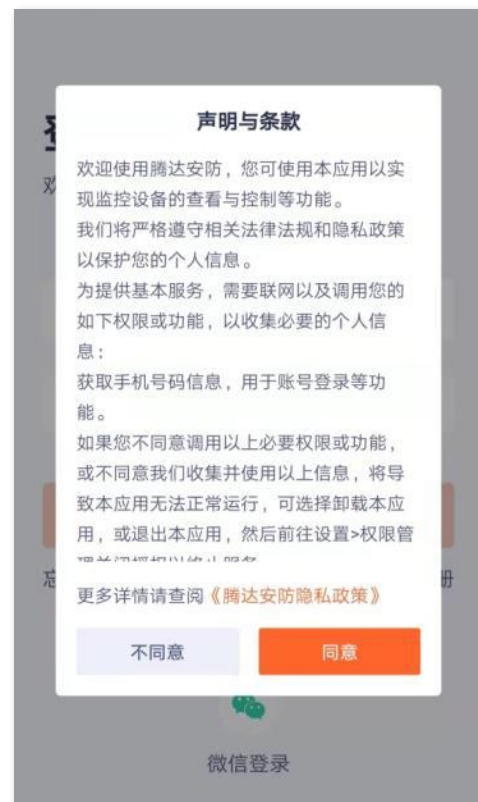 声明与条款
欢迎使用腾达安防，您可使用本应用以实
现监控设备的查看与控制等功能。
我们将严格遵守相关法律法规和隐私政策
以保护您的个人信息。
为提供基本服务，需要联网以及调用您的
如下权限或功能，以收集必要的个人信
息：
获取手机号码信息，用于账号登录等功
能。
如果您不同意调用以上必要权限或功能，
或不同意我们收集并使用以上信息，将导
致本应用无法正常运行，可选择卸载本应
用，或退出本应用，然后前往设置>权限管
更多详情请查阅《腾达安防隐私政策》
不同意
同意
忘
册
微信登录